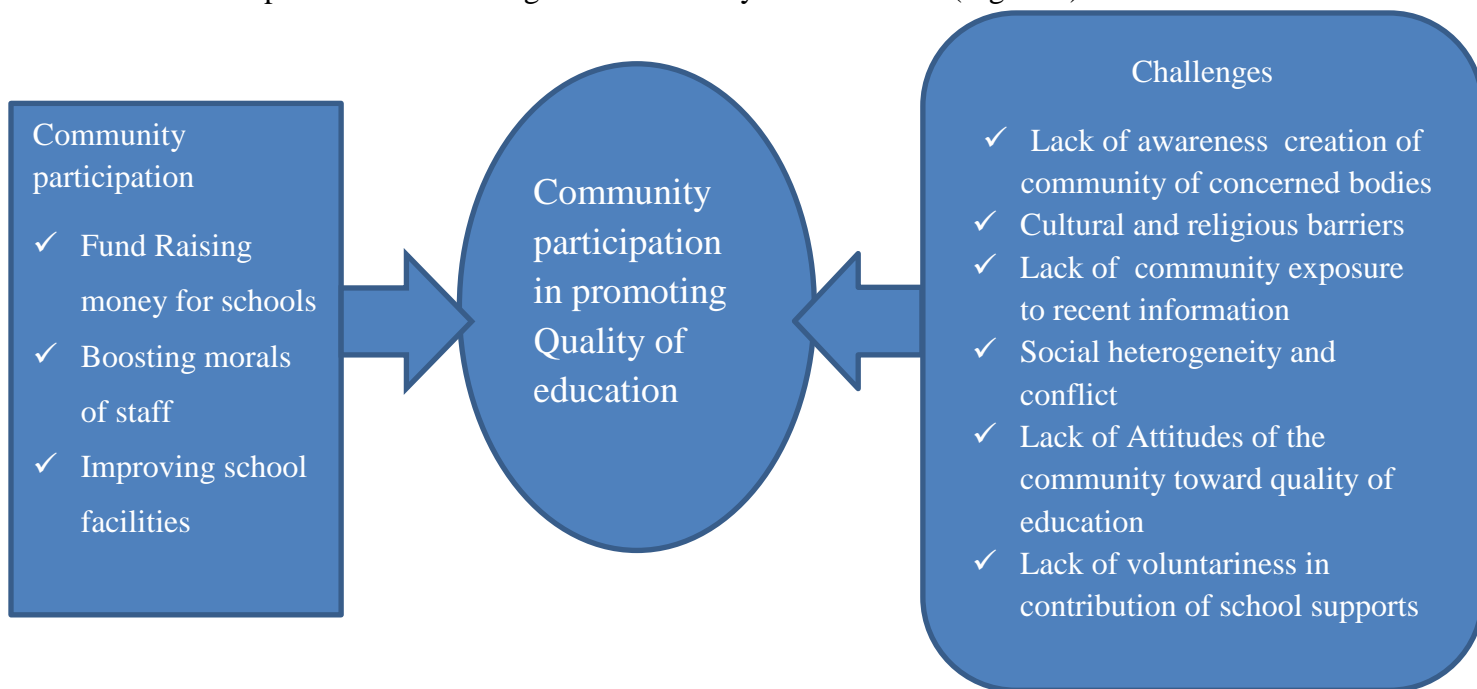 Community
participation
✓ Fund Raising
money for schools
✓ Boosting morals
of staff
✓ Improving school
facilities
Community
participation
in promoting
Quality of
education
Challenges
✓ Lack of awareness creation of
community of concerned bodies
✓ Cultural and religious barriers
✓ Lack of community exposure
to recent information
✓ Social heterogeneity and
conflict
✓ Lack of Attitudes of the
community toward quality of
education
✓ Lack of voluntariness in
contribution of school supports